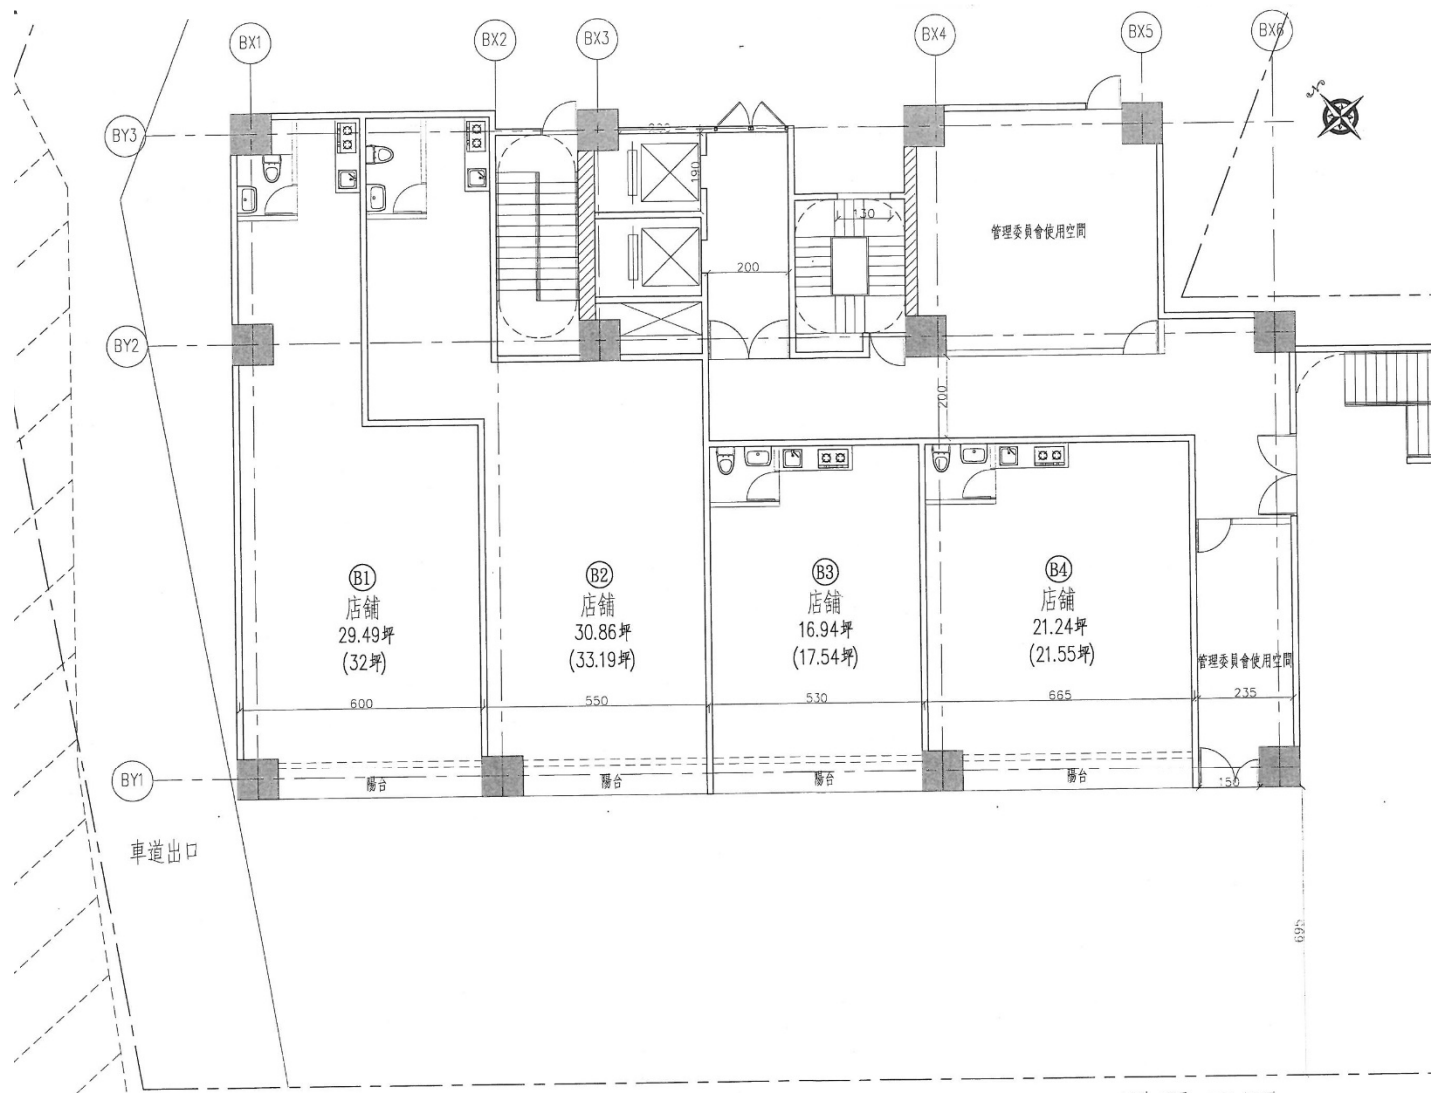 BX1
BX2
BX3
BX4
BX5
BX6
N
BY3
190
130
管理委員會使用空間
200
BY2
200
B1
店舖
29.49坪
(32坪)
B2
店舖
30.86坪
(33.19坪)
B3
店舖
16.94坪
(17.54坪)
B4
店舖
21.24坪
(21.55坪)
管理委員會使用空間
600
550
530
665
235
BY1
陽台
陽台
陽台
陽台
150
車道出口
695